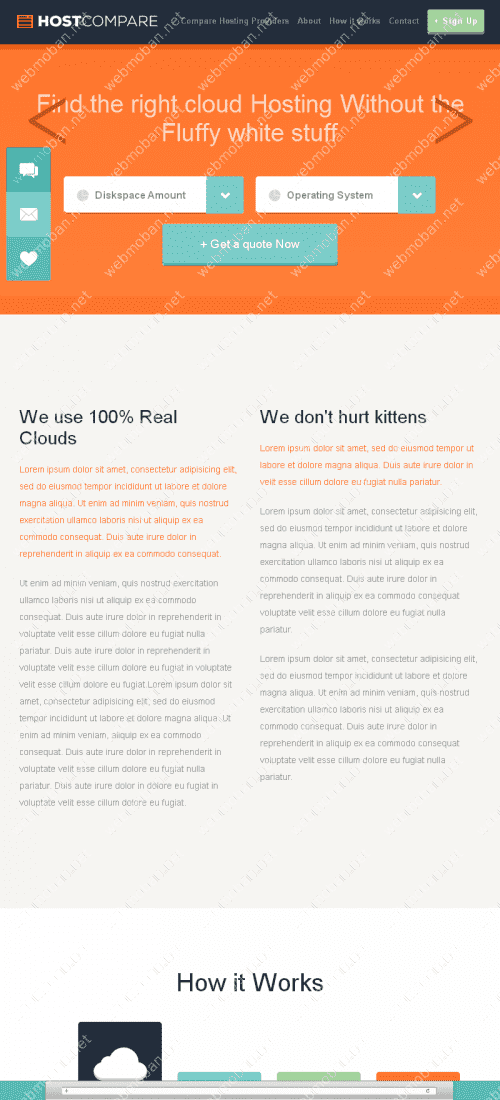 HOSTCOMPARE
Compare Hosting Providers About How it Works Contact + Sign Up
Find the right cloud Hosting Without the
Fluffy white stuff
Diskspace Amount
Operating System
+ Get a quote Now
We use 100% Real
Clouds
Lorem ipsum dolor sit amet, consectetur adipisicing elit,
sed do eiusmod tempor incididunt ut labore et dolore
magna aliqua. Ut enim ad minim veniam, quis nostrud
exercitation ullamco laboris nisi ut aliquip ex ea
commodo consequat. Duis aute irure dolor in
reprehenderit in aliquip ex ea commodo consequat.
Ut enim ad minim veniam, quis nostrud exercitation
ullamco laboris nisi ut aliquip ex ea commodo
consequat. Duis aute irure dolor in reprehenderit in
voluptate velit esse cillum dolore eu fugiat nulla
pariatur. Duis aute irure dolor in reprehenderit in
voluptate velit esse cillum dolore eu fugiat nulla
pariatur. Duis aute irure dolor in reprehenderit in voluptate
velit esse cillum dolore eu fugiat.Lorem ipsum dolor sit
amet, consectetur adipisicing elit, sed do eiusmod
tempor incididunt ut labore et dolore magna aliqua. Ut
enim ad minim veniam, aliquip ex ea commodo
consequat. Duis aute irure dolor in reprehenderit in
voluptate velit esse cillum dolore eu fugiat nulla
pariatur. Duis aute irure dolor in dolor in reprehenderit in
voluptate velit esse cillum dolore eu fugiat.
We don't hurt kittens
Lorem ipsum dolor sit amet, sed do eiusmod tempor ut
labore et dolore magna aliqua. Duis aute irure dolor in
velit esse cillum dolore eu fugiat nulla pariatur.
Lorem ipsum dolor sit amet, consectetur adipisicing elit,
sed do eiusmod tempor incididunt ut labore et dolore
magna aliqua. Ut enim ad minim veniam, quis nostrud
exercitation ullamco laboris nisi ut aliquip ex ea
commodo consequat. Duis aute irure dolor in
reprehenderit in aliquip ex ea commodo consequat
voluptate velit esse cillum dolore eu fugiat nulla
pariatur.
Lorem ipsum dolor sit amet, consectetur adipisicing elit,
sed do eiusmod tempor incididunt ut labore et dolore
magna aliqua. Ut enim ad minim veniam, quis nostrud
exercitation ullamco laboris nisi ut aliquip ex ea
commodo consequat. Duis aute irure dolor in
reprehenderit in aliquip ex ea commodo consequat
voluptate velit esse cillum dolore eu fugiat nulla
pariatur.
How it Works
webmoban.net